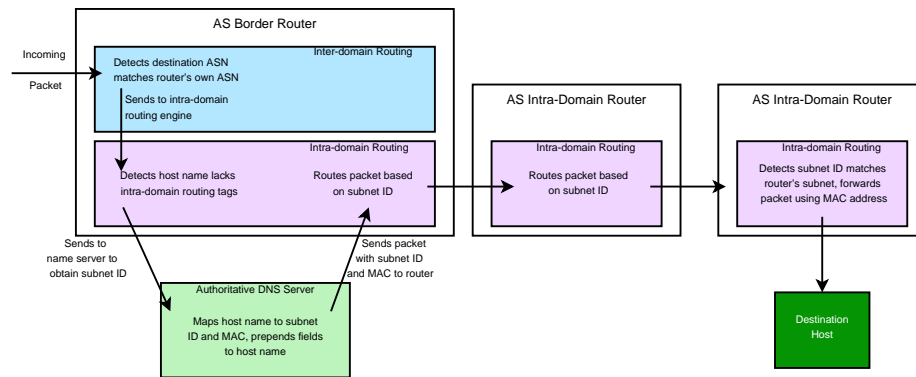 AS Border Router
Incoming
Packet
Inter-domain Routing
Detects destination ASN
matches router's own ASN
Sends to intra-domain
routing engine
Intra-domain Routing
Detects host name lacks
intra-domain routing tags
Routes packet based
on subnet ID
Sends to
name server to
obtain subnet ID
Sends packet
with subnet ID
and MAC to router
Authoritative DNS Server
Maps host name to subnet
ID and MAC, prepends fields
to host name
AS Intra-Domain Router
Intra-domain Routing
Routes packet based
on subnet ID
AS Intra-Domain Router
Intra-domain Routing
Detects subnet ID matches
router's subnet, forwards
packet using MAC address
Destination
Host